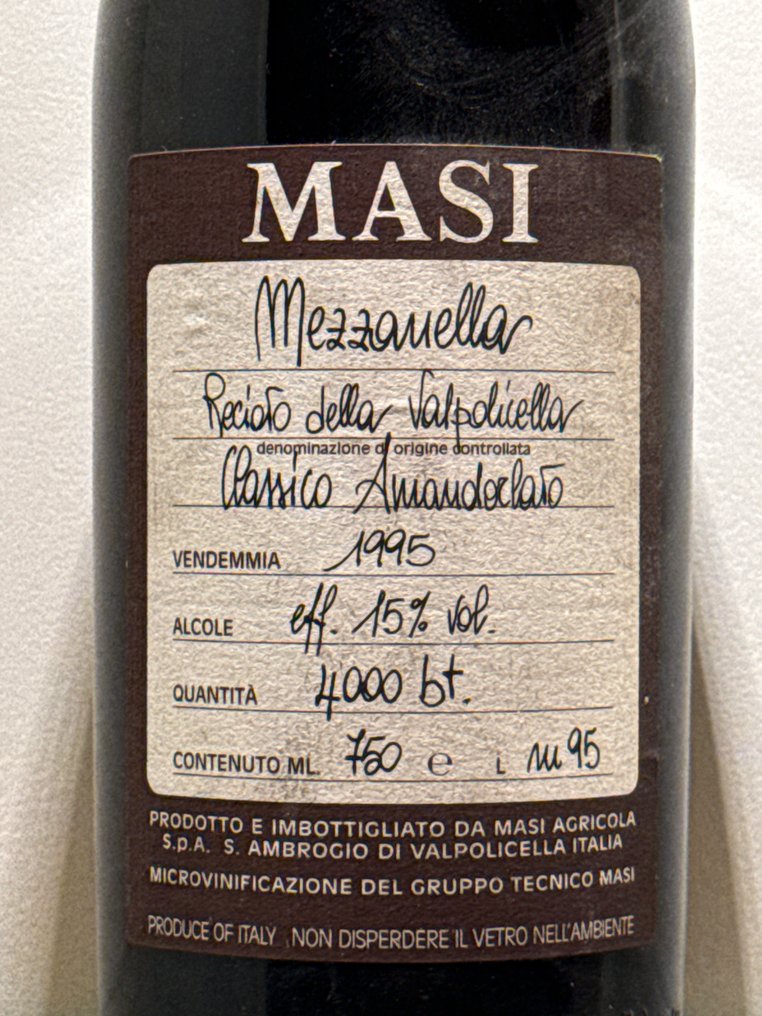 MASI
Mezzanella
Recioto della Valpolicella
denominazione di origine controllata
Classico Amandorlato
VENDEMMIA 1995
ALCOLE eff. 15% vol.
QUANTITÀ 4000 bt.
CONTENUTO ML. 750 e L m 95
PRODOTTO E IMBOTTIGLIATO DA MASI AGRICOLA
S.p.A. S. AMBROGIO DI VALPOLICELLA ITALIA
MICROVINIFICAZIONE DEL GRUPPO TECNICO MASI
PRODUCE OF ITALY NON DISPERDERE IL VETRO NELL'AMBIENTE